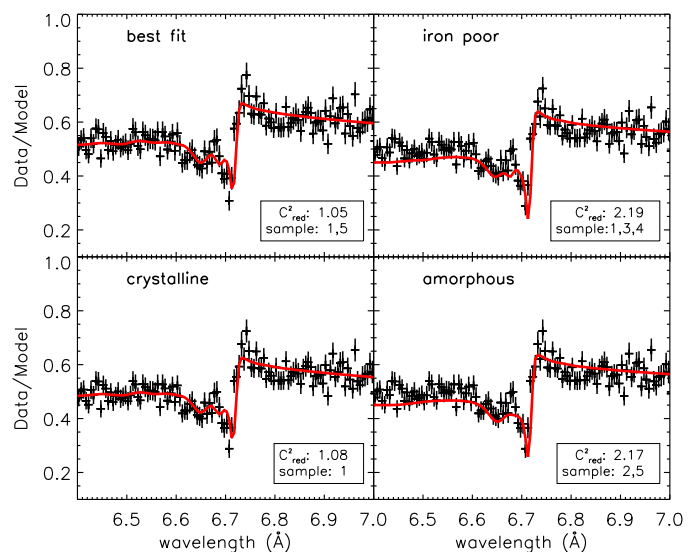 best fit
iron poor
1.0
0.8
0.6
0.4
0.2
Data/Model
C²red: 1.05
sample: 1,5
C²red: 2.19
sample:1,3,4
crystalline
amorphous
1.0
0.8
0.6
0.4
0.2
Data/Model
C²red: 1.08
sample: 1
C²red: 2.17
sample: 2,5
6.5 6.6 6.7 6.8 6.9 7.0 6.5 6.6 6.7 6.8 6.9 7.0
wavelength (Å) wavelength (Å)